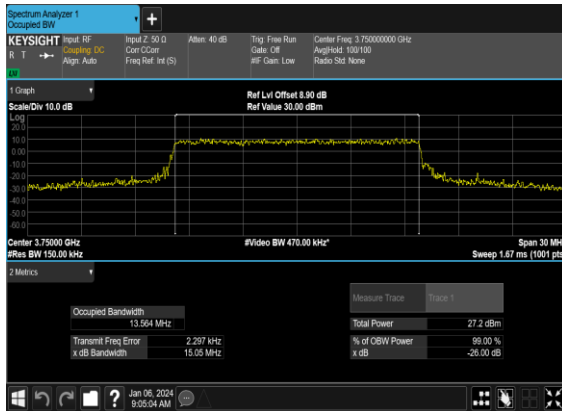 Spectrum Analyzer 1
Occupied BW
KEYSIGHT Input: RF Input Z: 50 Ω Atten: 40 dB Trig: Free Run Center Freq: 3.750000000 GHz
R T Coupling: DC Corr CCorr Gate: Off Avg|Hold: 100/100
Align: Auto Freq Ref: Int (S) #IF Gain: Low Radio Std: None
1 Graph
Ref Lvl Offset 8.90 dB
Scale/Div 10.0 dB Ref Value 30.00 dBm
Log
20.0
10.0
0.00
-10.0
-20.0
-30.0
-40.0
-50.0
-60.0
Center 3.75000 GHz #Video BW 470.00 kHz* Span 30 MH
#Res BW 150.00 kHz Sweep 1.67 ms (1001 pts
2 Metrics
Measure Trace Trace 1
Occupied Bandwidth
13.564 MHz Total Power 27.2 dBm
Transmit Freq Error 2.297 kHz % of OBW Power 99.00 %
x dB Bandwidth 15.05 MHz x dB -26.00 dB
Jan 06, 2024
9:05:04 AM